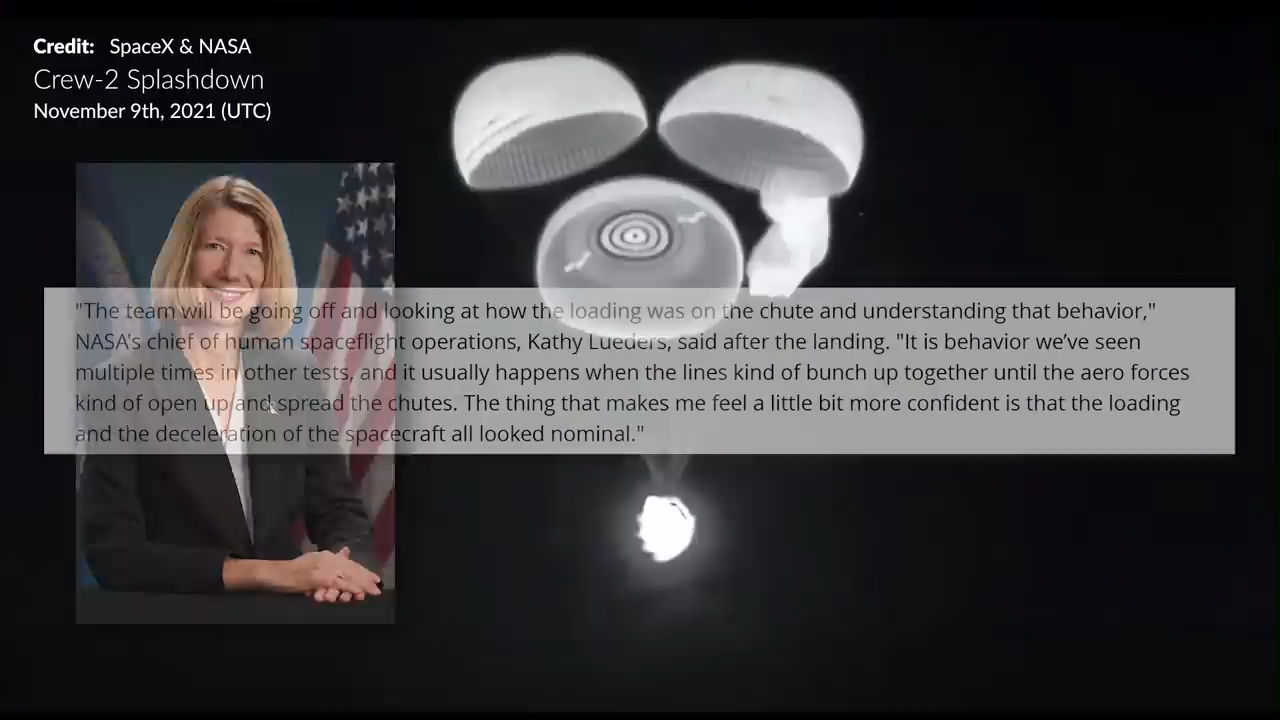 Credit: SpaceX & NASA
Crew-2 Splashdown
November 9th, 2021 (UTC)
"The team will be going off and looking at how the loading was on the chute and understanding that behavior,"
NASA's chief of human spaceflight operations, Kathy Lueders, said after the landing. "It is behavior we’ve seen
multiple times in other tests, and it usually happens when the lines kind of bunch up together until the aero forces
kind of open up and spread the chutes. The thing that makes me feel a little bit more confident is that the loading
and the deceleration of the spacecraft all looked nominal."